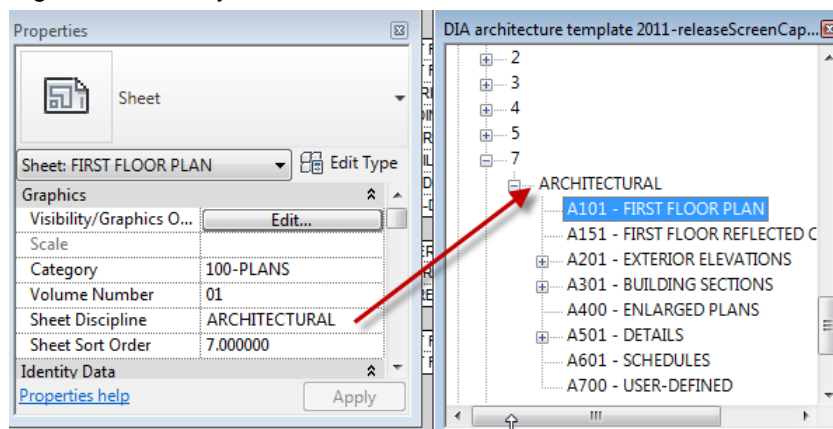 Properties
Sheet
Sheet: FIRST FLOOR PLAN
Edit Type
Graphics
Visibility/Graphics O... Edit...
Scale
Category 100-PLANS
Volume Number 01
Sheet Discipline ARCHITECTURAL
Sheet Sort Order 7.000000
Identity Data
Properties help
Apply
DIA architecture template 2011-releaseScreenCap...
2
3
4
5
7
ARCHITECTURAL
A101 - FIRST FLOOR PLAN
A151 - FIRST FLOOR REFLECTED C
A201 - EXTERIOR ELEVATIONS
A301 - BUILDING SECTIONS
A400 - ENLARGED PLANS
A501 - DETAILS
A601 - SCHEDULES
A700 - USER-DEFINED